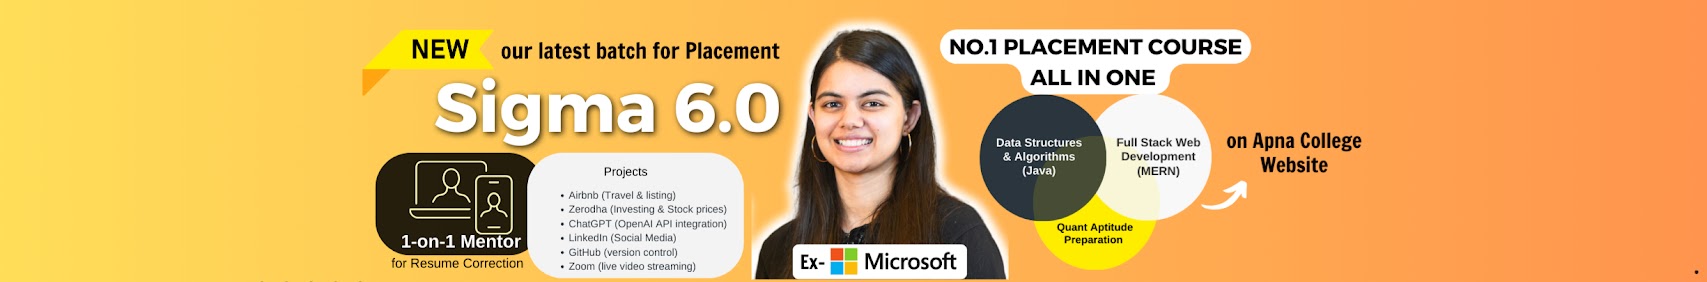 NEW
our latest batch for Placement
Sigma 6.0
1-on-1 Mentor
for Resume Correction
Projects
• Airbnb (Travel & listing)
• Zerodha (Investing & Stock prices)
• ChatGPT (OpenAI API integration)
• LinkedIn (Social Media)
• GitHub (version control)
• Zoom (live video streaming)
Ex- Microsoft
NO.1 PLACEMENT COURSE
ALL IN ONE
Data Structures
& Algorithms
(Java)
Full Stack Web
Development
(MERN)
Quant Aptitude
Preparation
on Apna College
Website